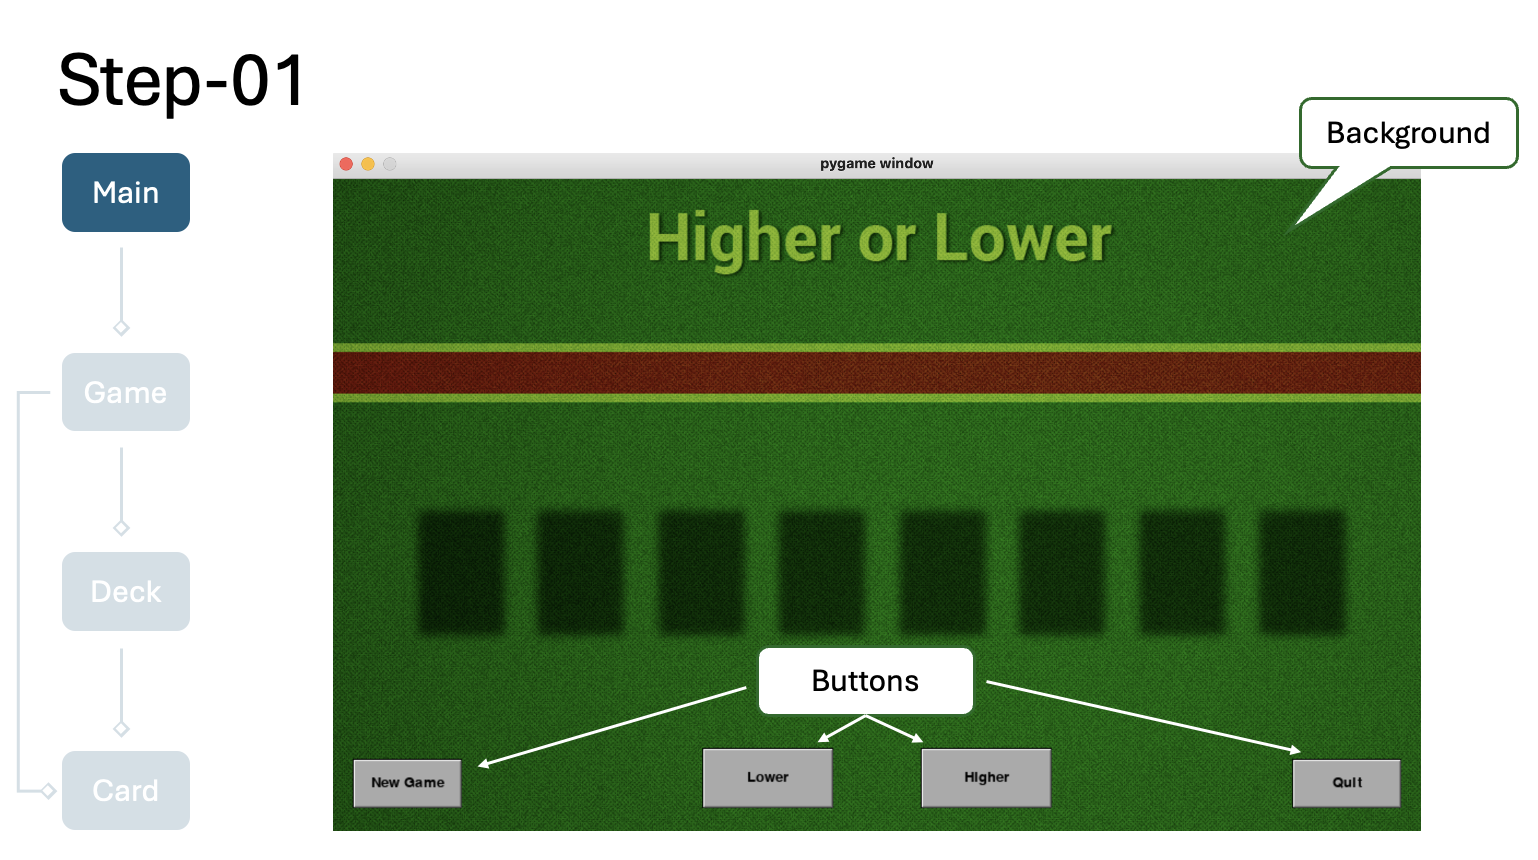 Step-01
Background
Main
Game
Deck
Card
pygame window
Higher or Lower
Buttons
New Game
Lower
Higher
Quit